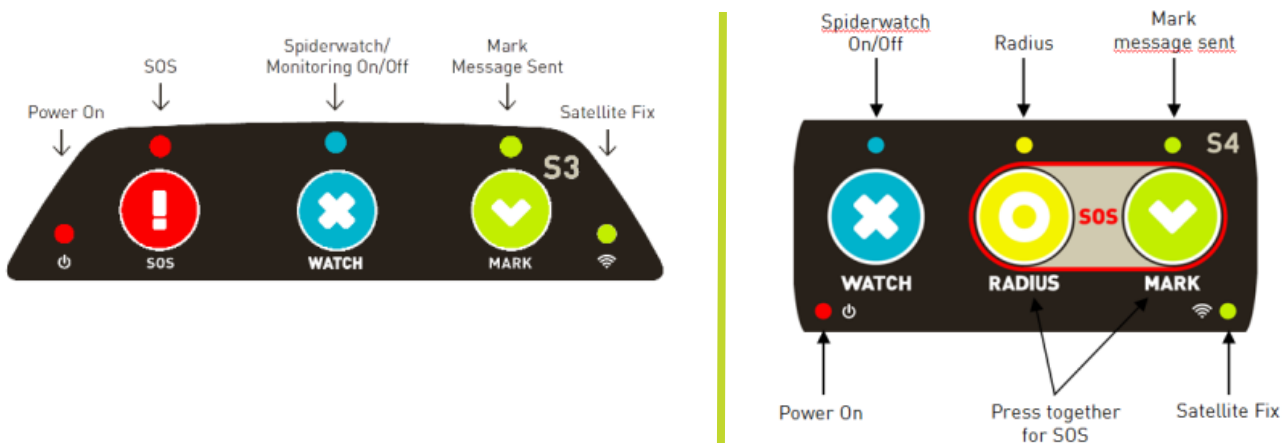 Spiderwatch/
Monitoring On/Off
Mark
Message Sent
SOS
Power On
Satellite Fix
S3
SOS
WATCH
MARK
Spiderwatch
On/Off
Radius
Mark
message sent
S4
SOS
WATCH
RADIUS
MARK
Power On
Press together
for SOS
Satellite Fix